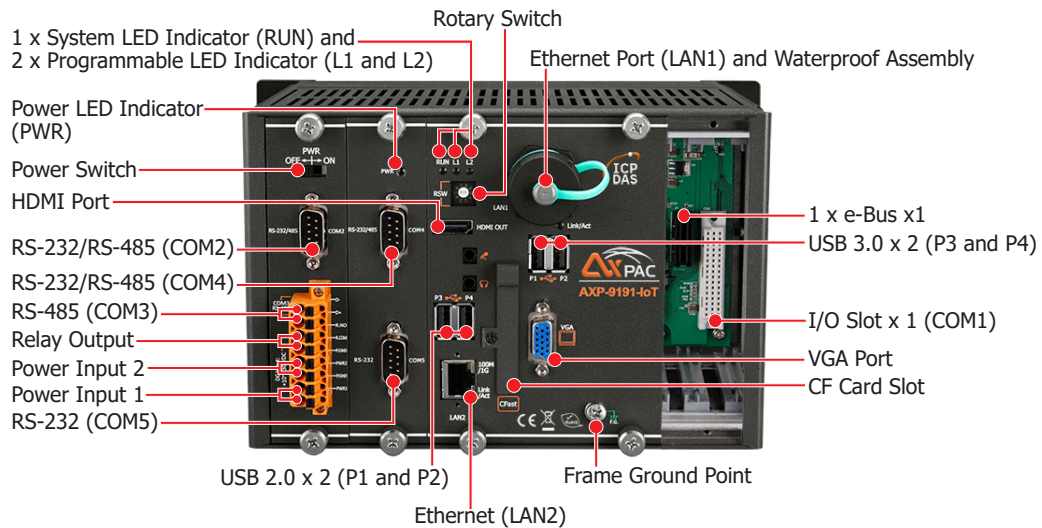 Rotary Switch
1 x System LED Indicator (RUN) and
2 x Programmable LED Indicator (L1 and L2)
Ethernet Port (LAN1) and Waterproof Assembly
Power LED Indicator
(PWR)
Power Switch
HDMI Port
RS-232/RS-485 (COM2)
RS-232/RS-485 (COM4)
RS-485 (COM3)
Relay Output
Power Input 2
Power Input 1
RS-232 (COM5)
USB 2.0 x 2 (P1 and P2)
Ethernet (LAN2)
Frame Ground Point
1 x e-Bus x1
USB 3.0 x 2 (P3 and P4)
I/O Slot x 1 (COM1)
VGA Port
CF Card Slot
PWR
OFF ON
RS-232/485 COM2
COM3
PWR
RS-232/485 COM4
RS-232 COM5
RUN L1 L2
RSW
LAN1
HDMI OUT
Link/Act
ICP
DAS
P1 P2
AXPAC
AXP-9191-IoT
P3 P4
VGA
100M
/1G
Link
/Act
LAN2
CFast
CE
F.G.